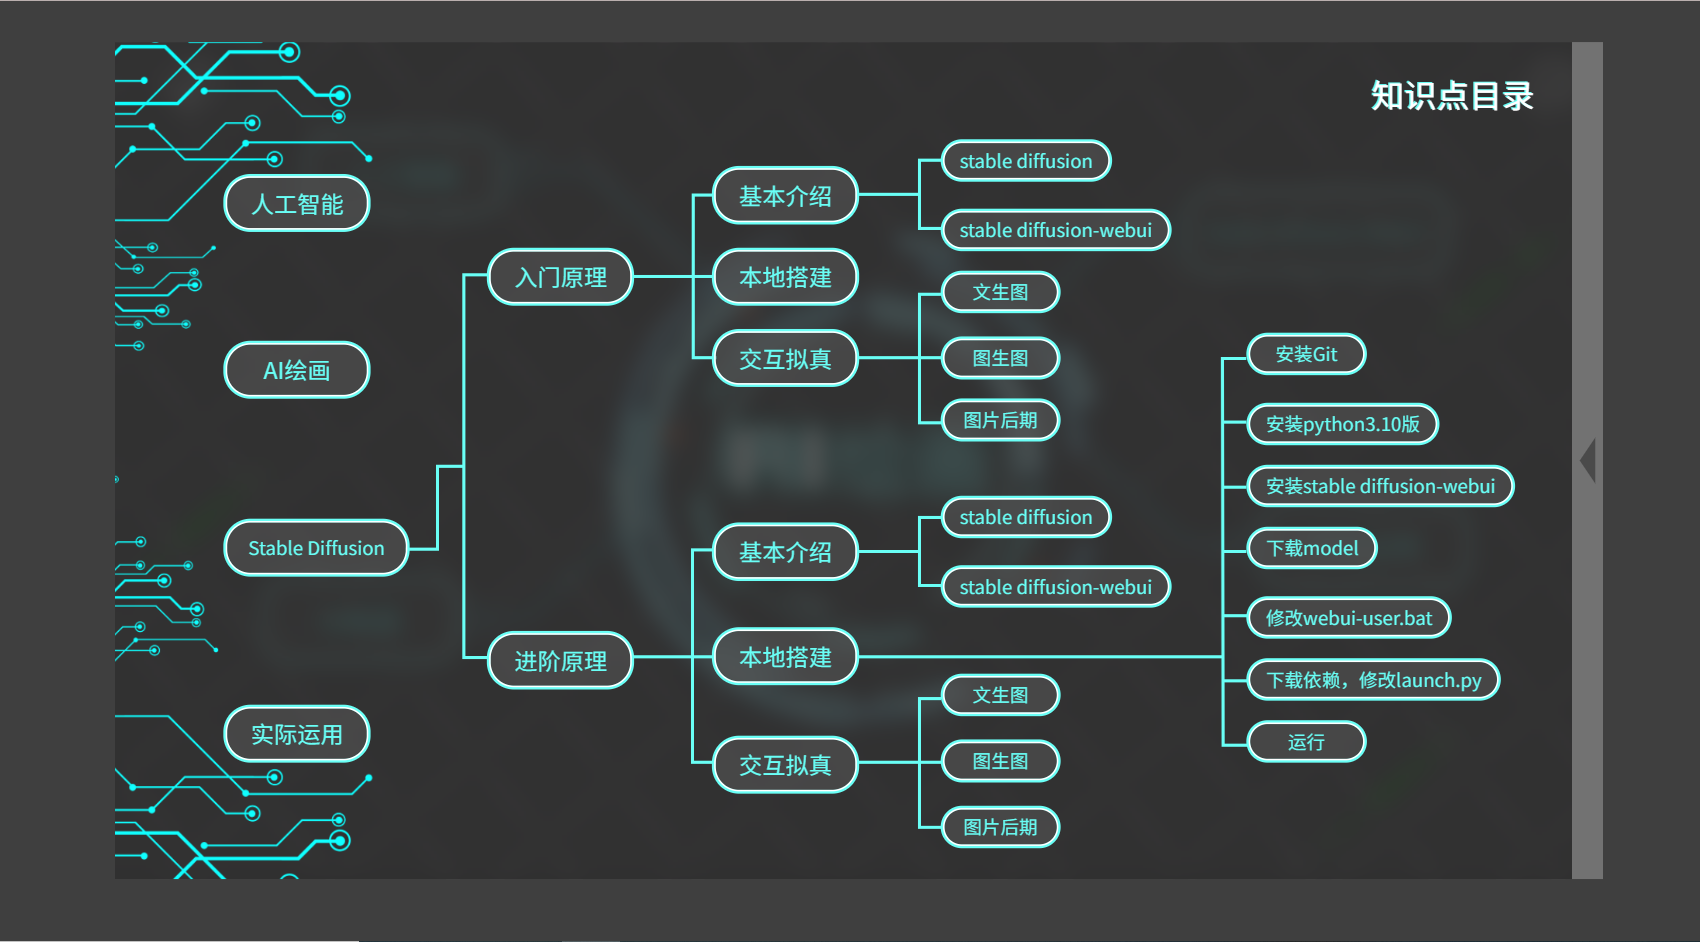 知识点目录
人工智能
AI绘画
Stable Diffusion
实际运用
入门原理
基本介绍
stable diffusion
stable diffusion-webui
本地搭建
交互拟真
文生图
图生图
图片后期
进阶原理
基本介绍
stable diffusion
stable diffusion-webui
本地搭建
安装Git
安装python3.10版
安装stable diffusion-webui
下载model
修改webui-user.bat
下载依赖，修改launch.py
运行
交互拟真
文生图
图生图
图片后期